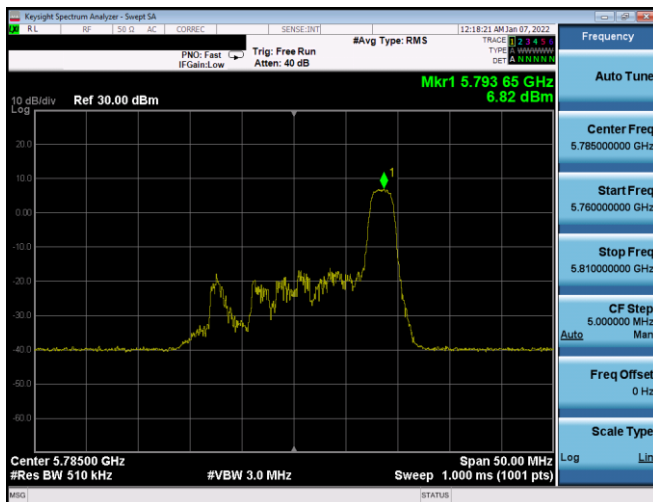 Keysight Spectrum Analyzer - Swept SA
RL RF 50 Ω AC CORREC SENSE:INT 12:18:21 AM Jan 07, 2022
Frequency
#Avg Type: RMS
TRACE 1 2 3 4 5 6
PNO: Fast Trig: Free Run
TYPE A WWWWW
IFGain:Low Atten: 40 dB
DET A N N N N N
Auto Tune
Mkr1 5.793 65 GHz
6.82 dBm
10 dB/div Ref 30.00 dBm
Log
20.0
10.0
0.00
-10.0
-20.0
-30.0
-40.0
-50.0
-60.0
1
Center Freq
5.785000000 GHz
Start Freq
5.760000000 GHz
Stop Freq
5.810000000 GHz
CF Step
5.000000 MHz
Auto Man
Freq Offset
0 Hz
Scale Type
Log Lin
Center 5.78500 GHz Span 50.00 MHz
#Res BW 510 kHz #VBW 3.0 MHz Sweep 1.000 ms (1001 pts)
MSG STATUS